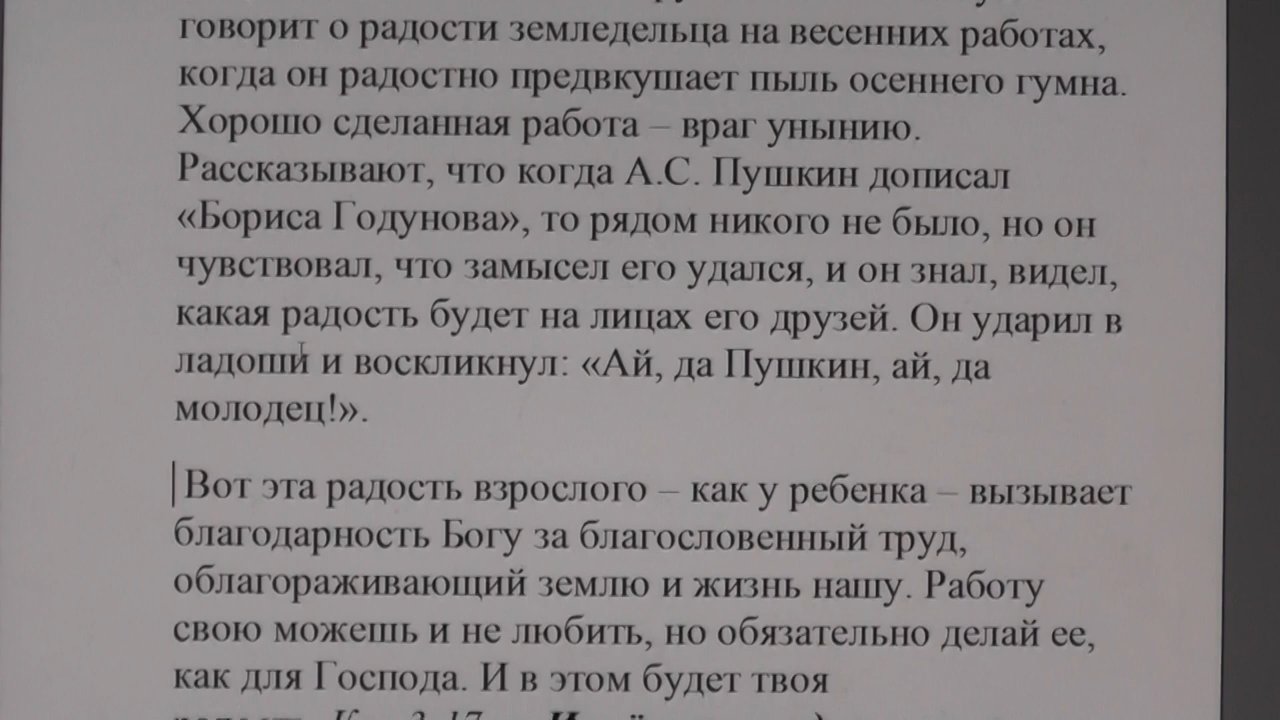 говорит о радости земледельца на весенних работах,
когда он радостно предвкушает пыль осеннего гумна.
Хорошо сделанная работа – враг унынию.
Рассказывают, что когда А.С. Пушкин дописал
«Бориса Годунова», то рядом никого не было, но он
чувствовал, что замысел его удался, и он знал, видел,
какая радость будет на лицах его друзей. Он ударил в
ладоши и воскликнул: «Ай, да Пушкин, ай, да
молодец!».
Вот эта радость взрослого – как у ребенка – вызывает
благодарность Богу за благословенный труд,
облагораживающий землю и жизнь нашу. Работу
свою можешь и не любить, но обязательно делай ее,
как для Господа. И в этом будет твоя